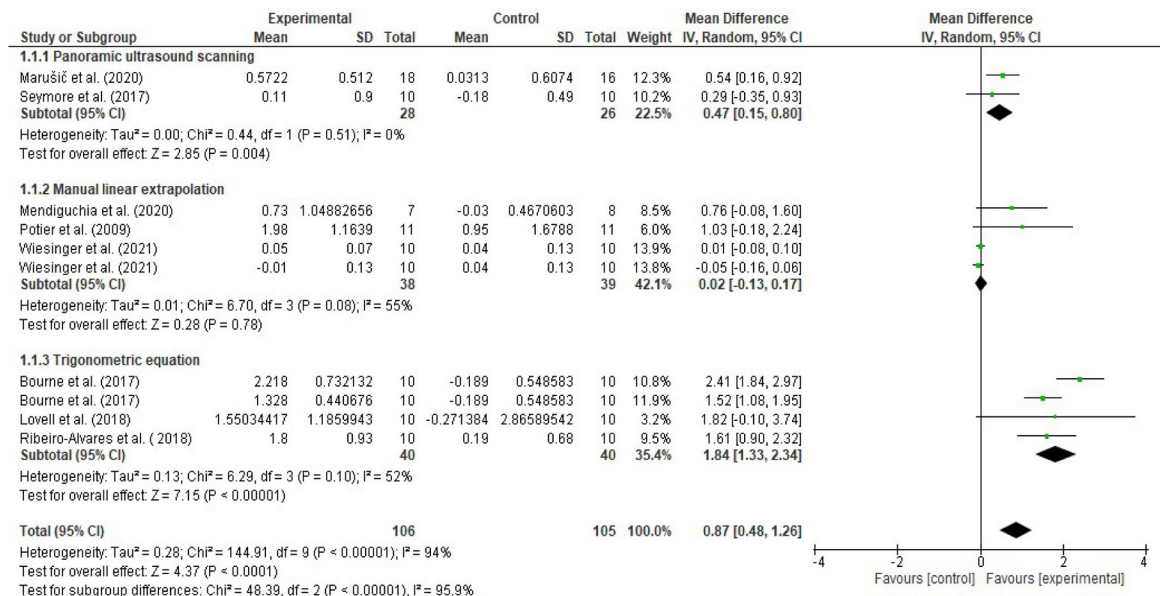 Experimental Control Mean Difference Mean Difference
Study or Subgroup Mean SD Total Mean SD Total Weight IV, Random, 95% CI IV, Random, 95% CI
1.1.1 Panoramic ultrasound scanning
Marušič et al. (2020) 0.5722 0.512 18 0.0313 0.6074 16 12.3% 0.54 [0.16, 0.92]
Seymore et al. (2017) 0.11 0.9 10 -0.18 0.49 10 10.2% 0.29 [-0.35, 0.93]
Subtotal (95% CI) 28 26 22.5% 0.47 [0.15, 0.80]
Heterogeneity: Tau² = 0.00; Chi² = 0.44, df = 1 (P = 0.51); I² = 0%
Test for overall effect: Z = 2.85 (P = 0.004)
1.1.2 Manual linear extrapolation
Mendiguchia et al. (2020) 0.73 1.04882656 7 -0.03 0.4670603 8 8.5% 0.76 [-0.08, 1.60]
Potier et al. (2009) 1.98 1.1639 11 0.95 1.6788 11 6.0% 1.03 [-0.18, 2.24]
Wiesinger et al. (2021) 0.05 0.07 10 0.04 0.13 10 13.9% 0.01 [-0.08, 0.10]
Wiesinger et al. (2021) -0.01 0.13 10 0.04 0.13 10 13.8% -0.05 [-0.16, 0.06]
Subtotal (95% CI) 38 39 42.1% 0.02 [-0.13, 0.17]
Heterogeneity: Tau² = 0.01; Chi² = 6.70, df = 3 (P = 0.08); I² = 55%
Test for overall effect: Z = 0.28 (P = 0.78)
1.1.3 Trigonometric equation
Bourne et al. (2017) 2.218 0.732132 10 -0.189 0.548583 10 10.8% 2.41 [1.84, 2.97]
Bourne et al. (2017) 1.328 0.440676 10 -0.189 0.548553 10 11.9% 1.52 [1.08, 1.95]
Lovell et al. (2018) 1.55034417 1.1859943 10 -0.271384 2.86589542 10 3.2% 1.82 [-0.10, 3.74]
Ribeiro-Alvares et al. ( 2018) 1.8 0.93 10 0.19 0.68 10 9.5% 1.61 [0.90, 2.32]
Subtotal (95% CI) 40 40 35.4% 1.84 [1.33, 2.34]
Heterogeneity: Tau² = 0.13; Chi² = 6.29, df = 3 (P = 0.10); I² = 52%
Test for overall effect: Z = 7.15 (P < 0.00001)
Total (95% CI) 106 105 100.0% 0.87 [0.48, 1.26]
Heterogeneity: Tau² = 0.28; Chi² = 144.91, df = 9 (P < 0.00001); I² = 94%
Test for overall effect: Z = 4.37 (P < 0.0001)
Test for subgroup differences: Chi² = 48.39, df = 2 (P < 0.00001), I² = 95.9%
-4 -2 0 2 4
Favours [control] Favours [experimental]